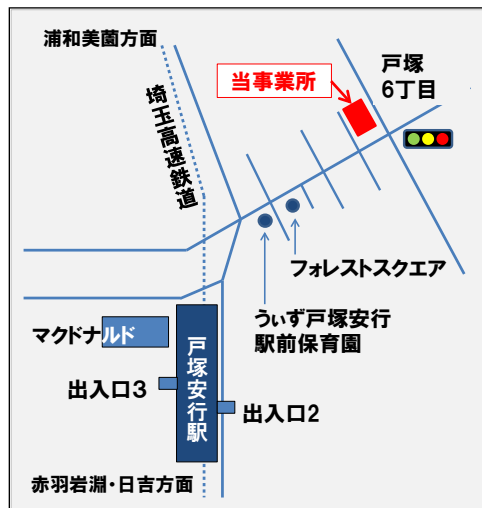 浦和美薗方面
埼玉高速鉄道
当事業所
戸塚
6丁目
フォレストスクエア
うぃず戸塚安行
駅前保育園
マクドナルド
戸塚安行駅
出入口3
出入口2
赤羽岩淵・日吉方面